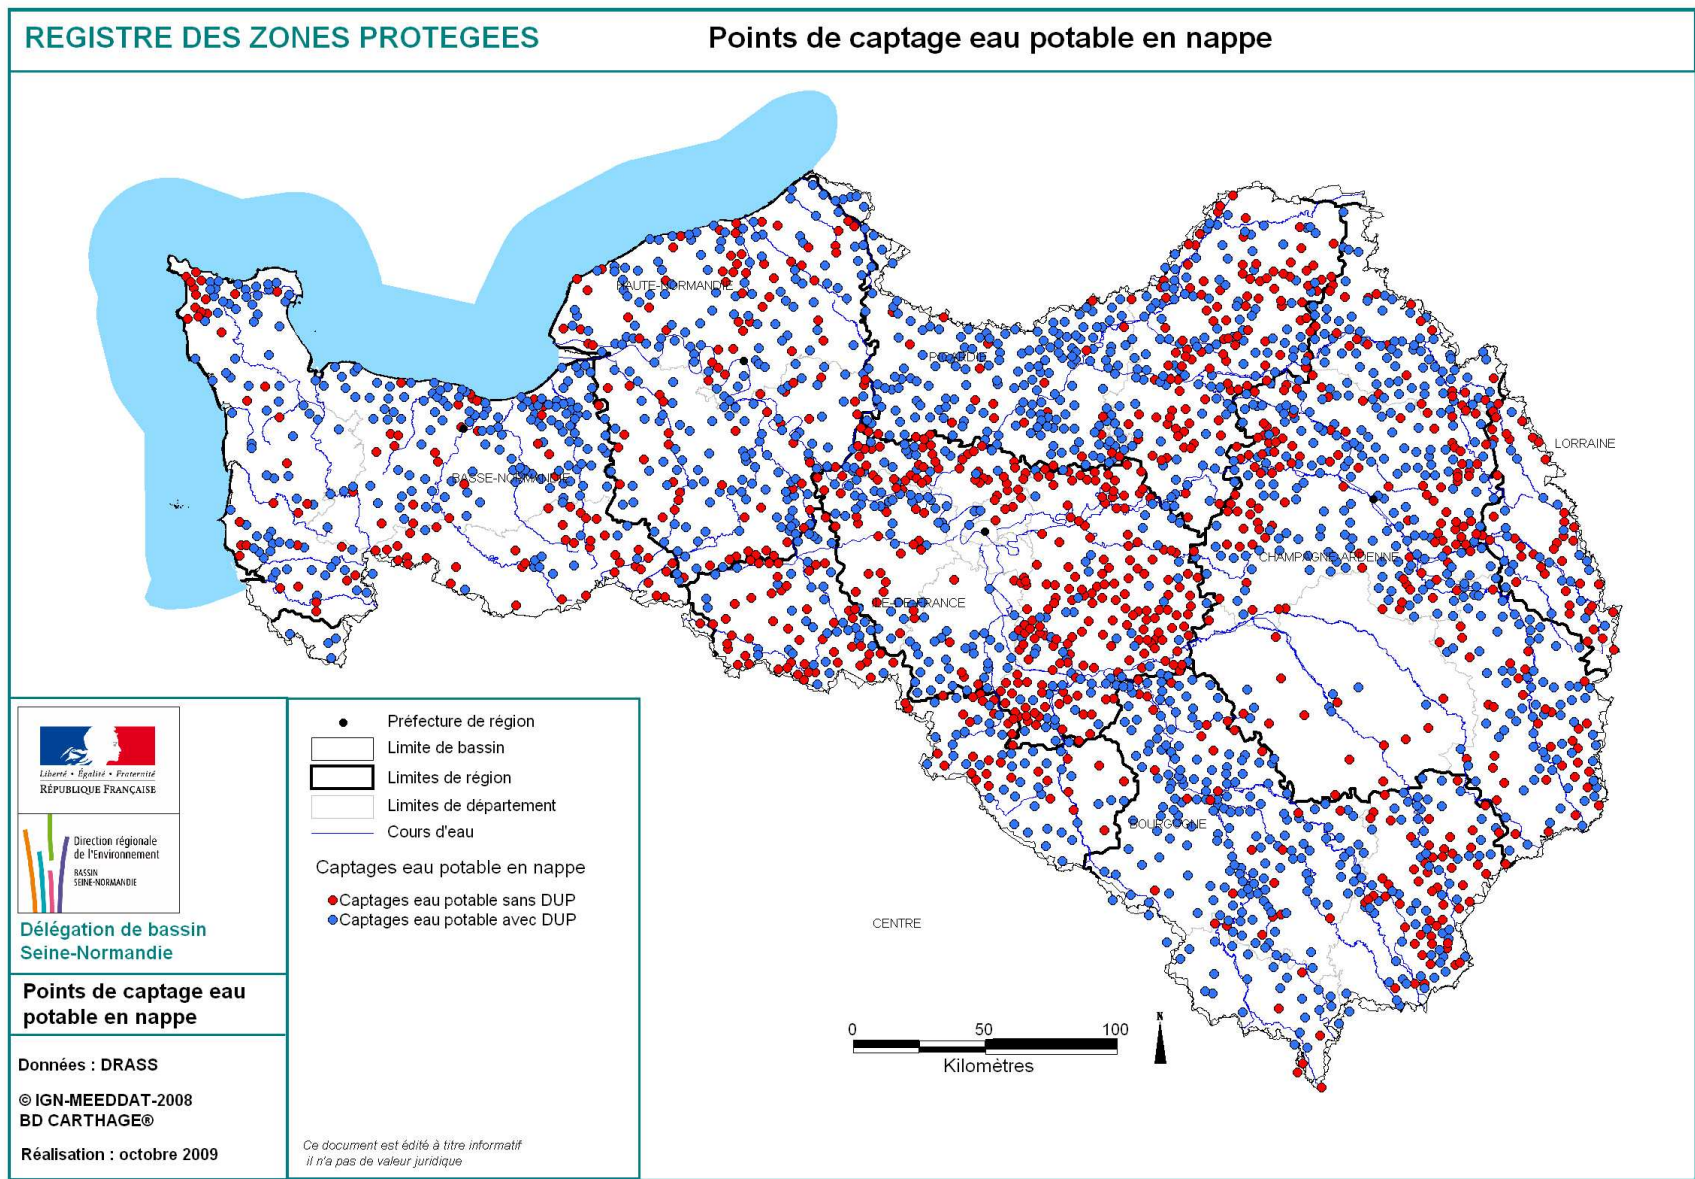 REGISTRE DES ZONES PROTEGEES
Points de captage eau potable en nappe
HAUTE-NORMANDIE
PICARDIE
LORRAINE
BASSE-NORMANDIE
CHAMPAGNE-ARDENNE
ILE-DE-FRANCE
BOURGOGNE
CENTRE
Liberté • Égalité • Fraternité
RÉPUBLIQUE FRANÇAISE
Direction régionale
de l'Environnement
BASSIN
SEINE-NORMANDIE
Délégation de bassin
Seine-Normandie
Points de captage eau
potable en nappe
Données : DRASS
© IGN-MEEDDAT-2008
BD CARTHAGE®
Réalisation : octobre 2009
Préfecture de région
Limite de bassin
Limites de région
Limites de département
Cours d'eau
Captages eau potable en nappe
Captages eau potable sans DUP
Captages eau potable avec DUP
Ce document est édité à titre informatif
il n'a pas de valeur juridique
0 50 100
Kilomètres
N